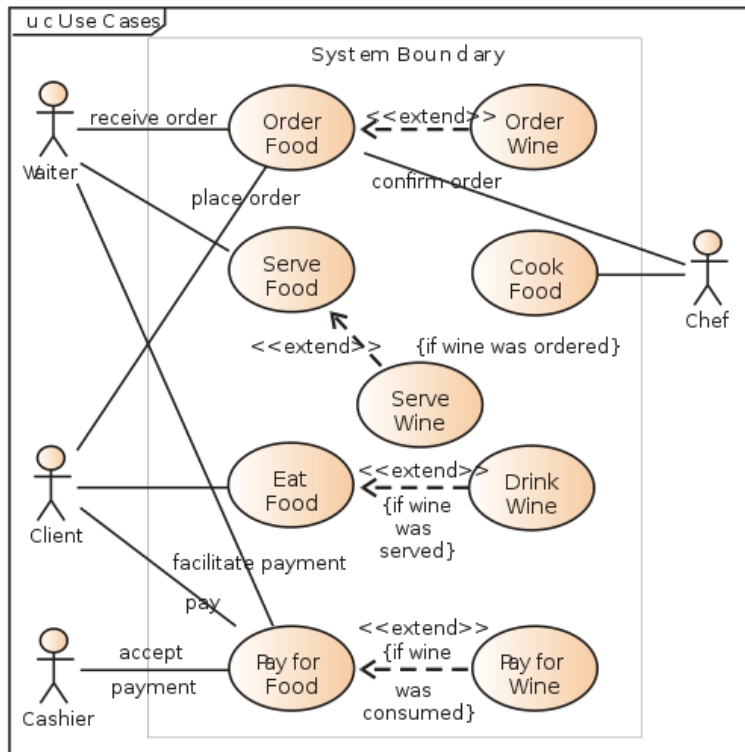 uc Use Cases
System Boundary
receive order
Order
Food
<<extend>>
Order
Wine
Waiter
place order
confirm order
Serve
Food
Cook
Food
Chef
<<extend>>
{if wine was ordered}
Serve
Wine
Client
Eat
Food
<<extend>>
{if wine
was
served}
Drink
Wine
facilitate payment
pay
Cashier
accept
payment
Pay for
Food
<<extend>>
{if wine
was
consumed}
Pay for
Wine